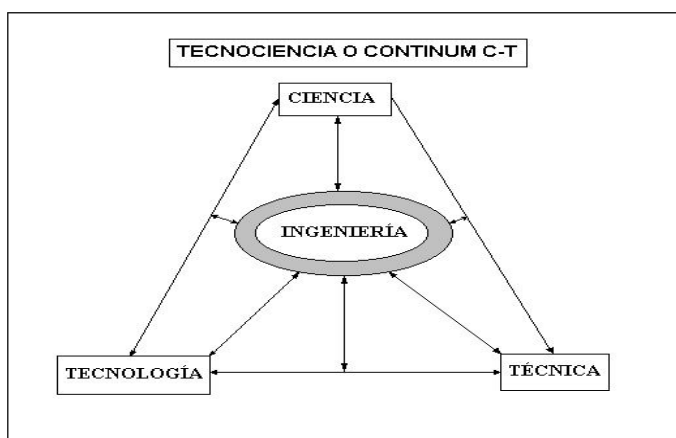 TECNOCIENCIA O CONTINUM C-T
CIENCIA
INGENIERÍA
TECNOLOGÍA
TÉCNICA